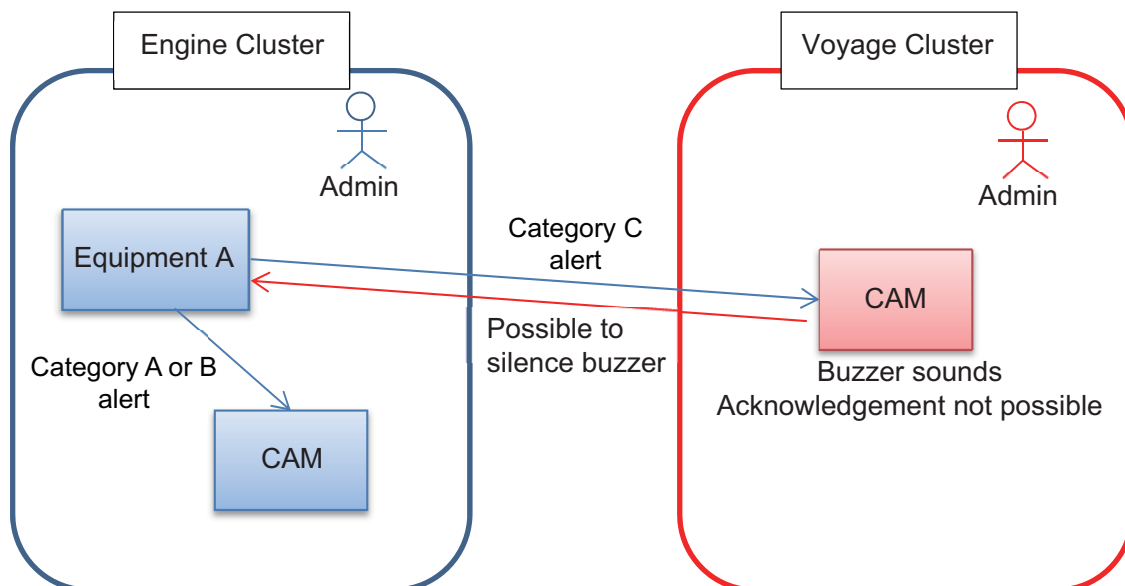 Engine Cluster
Voyage Cluster
Admin
Admin
Equipment A
Category C
alert
CAM
Possible to
silence buzzer
Category A or B
alert
Buzzer sounds
Acknowledgement not possible
CAM